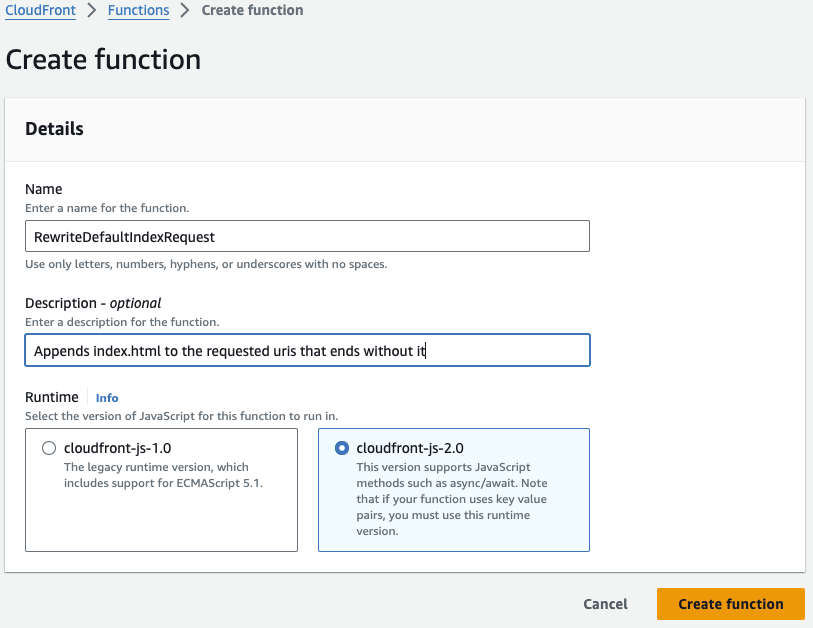 CloudFront > Functions > Create function
Create function
Details
Name
Enter a name for the function.
RewriteDefaultIndexRequest
Use only letters, numbers, hyphens, or underscores with no spaces.
Description - optional
Enter a description for the function.
Appends index.html to the requested uris that ends without it
Runtime | Info
Select the version of JavaScript for this function to run in.
cloudfront-js-1.0
The legacy runtime version, which
includes support for ECMAScript 5.1.
cloudfront-js-2.0
This version supports JavaScript
methods such as async/await. Note
that if your function uses key value
pairs, you must use this runtime
version.
Cancel
Create function